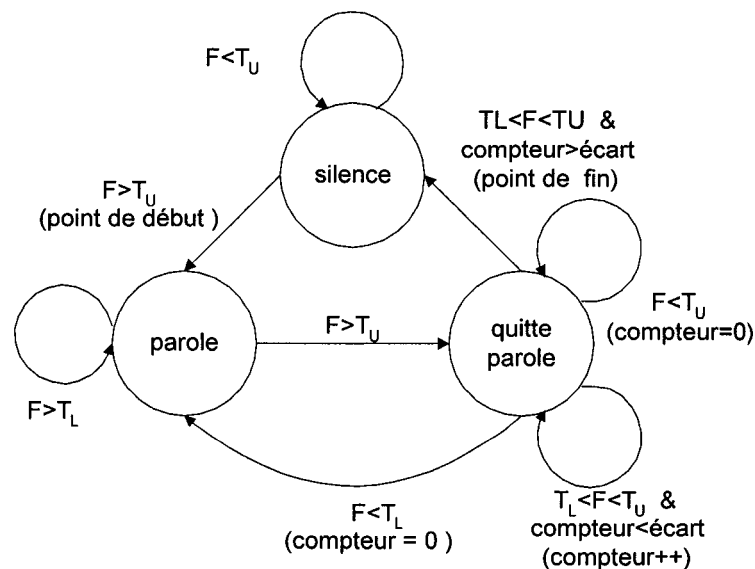 F<T_U
TL<F<TU &
compteur>écart
(point de fin)
silence
F>T_U
(point de début )
parole
F>T_U
quitte
parole
F<T_U
(compteur=0)
F>T_L
F<T_L
(compteur = 0 )
T_L<F<T_U &
compteur<écart
(compteur++)